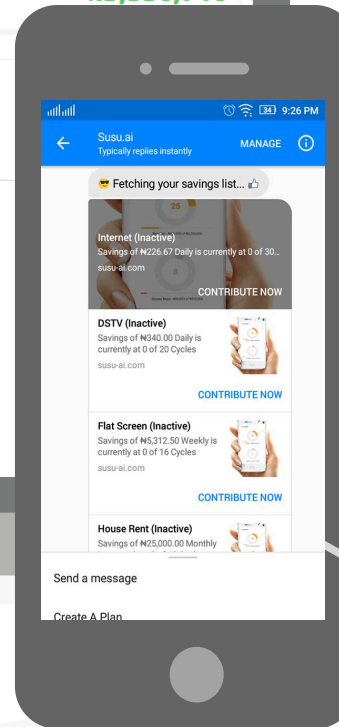 34 9:26 PM
Susu.ai
Typically replies instantly
MANAGE
Fetching your savings list...
25
Internet (Inactive)
Savings of ₦226.67 Daily is currently at 0 of 30...
susu-ai.com
8
CONTRIBUTE NOW
DSTV (Inactive)
Savings of ₦340.00 Daily is
currently at 0 of 20 Cycles
susu-ai.com
CONTRIBUTE NOW
Flat Screen (Inactive)
Savings of ₦5,312.50 Weekly is
currently at 0 of 16 Cycles
susu-ai.com
CONTRIBUTE NOW
House Rent (Inactive)
Savings of ₦25,000.00 Monthly
Send a message
Create A Plan